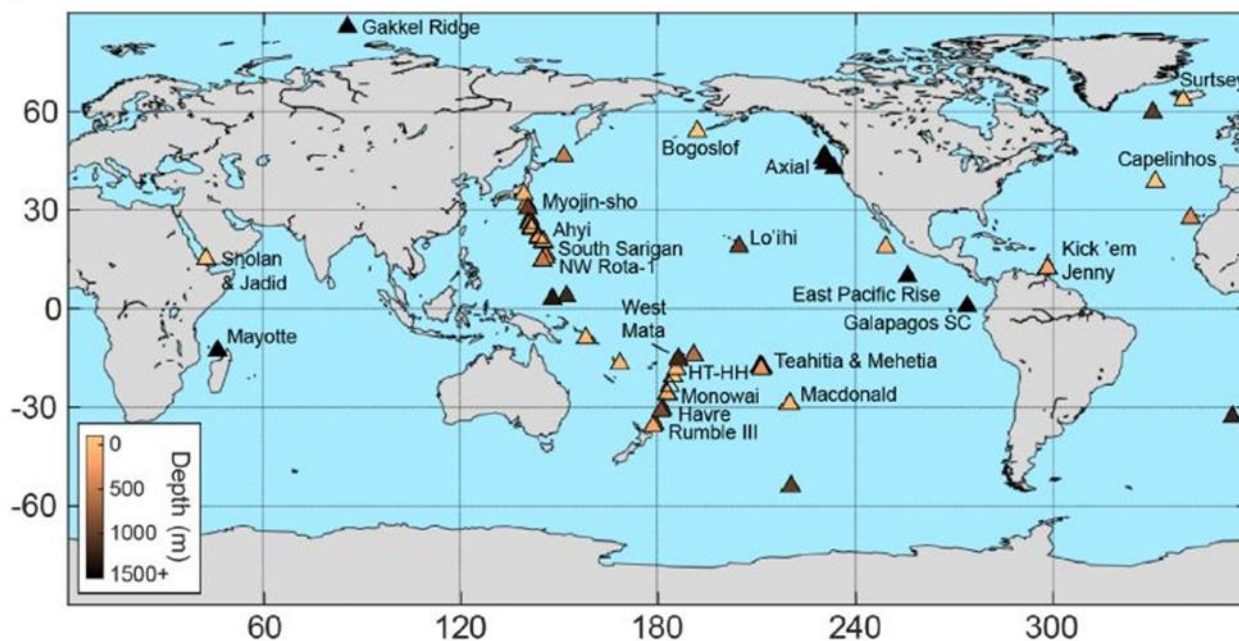 Gakkel Ridge
Surtsey
60
Bogoslof
Axial
Capelinhos
30
Myojin-sho
Ahyi
South Sarigan
NW Rota-1
Lo'ihi
Kick 'em
Jenny
Sholan
& Jadid
0
East Pacific Rise
Galapagos SC
West
Mata
Mayotte
HT-HH
Teahitia & Mehetia
-30
Monowai
Macdonald
Havre
Rumble III
0
500
1000
1500+
Depth (m)
-60
60
120
180
240
300